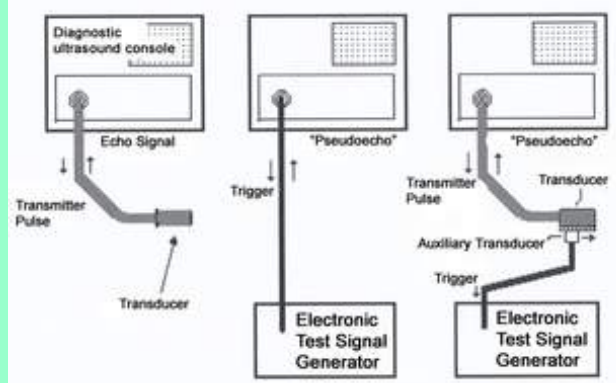 Diagnostic
ultrasound console
Echo Signal
Transmitter
Pulse
Transducer
"Pseudoecho"
Trigger
Electronic
Test Signal
Generator
"Pseudoecho"
Transmitter
Pulse
Transducer
Auxiliary Transducer
Trigger
Electronic
Test Signal
Generator